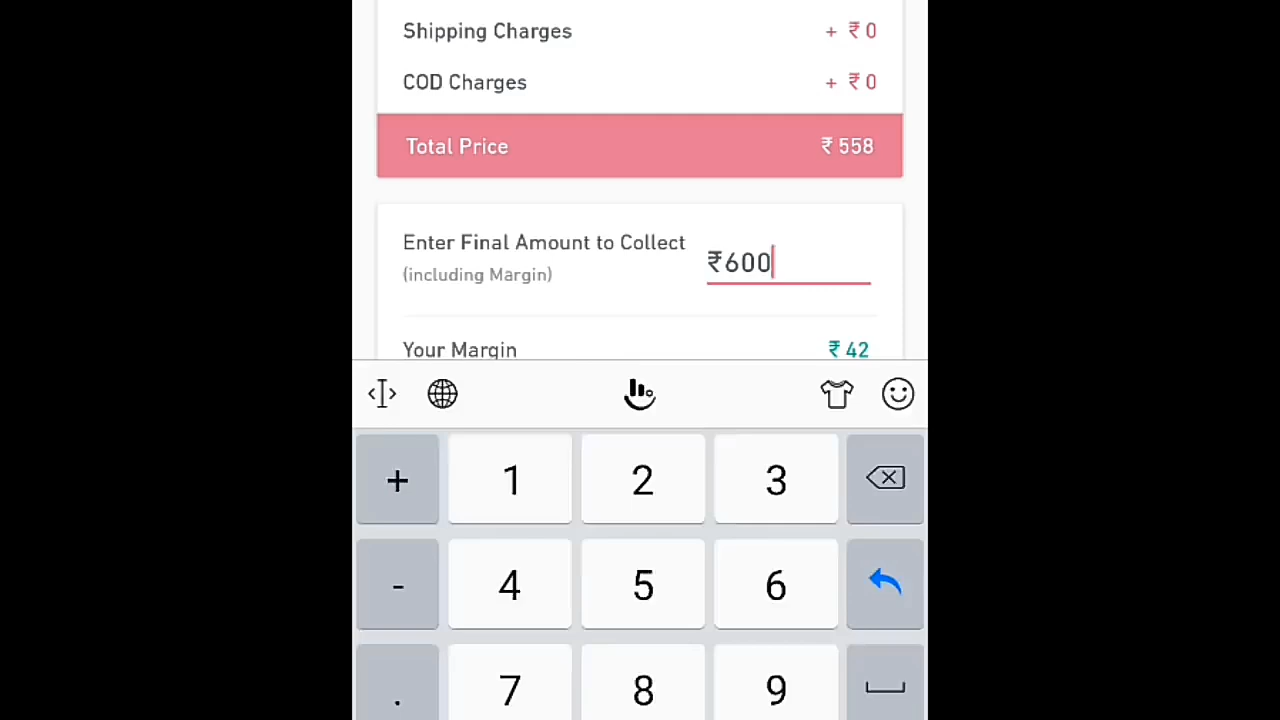 Shipping Charges + ₹ 0
COD Charges + ₹ 0
Total Price ₹ 558
Enter Final Amount to Collect
(including Margin)
₹600
Your Margin ₹ 42
+ 1 2 3
- 4 5 6
. 7 8 9